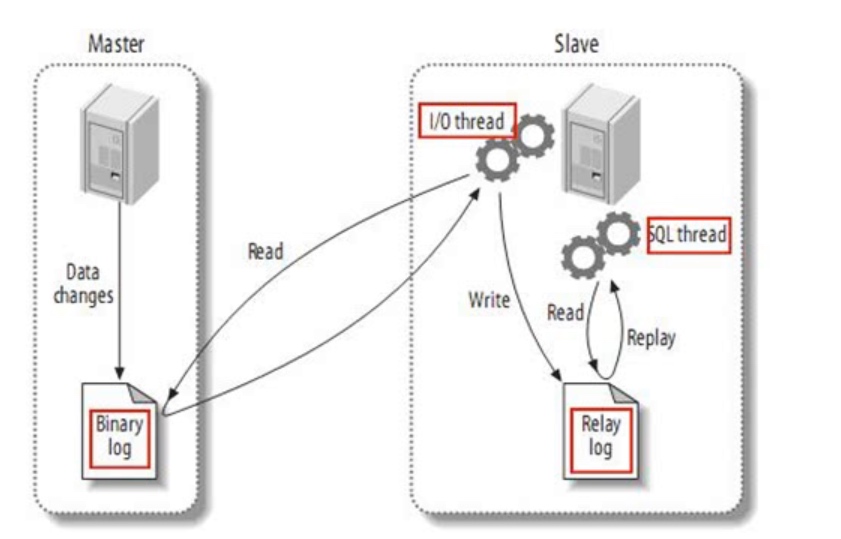 Master
Slave
I/O thread
SQL thread
Read
Data
changes
Write
Read
Replay
Binary
log
Relay
log